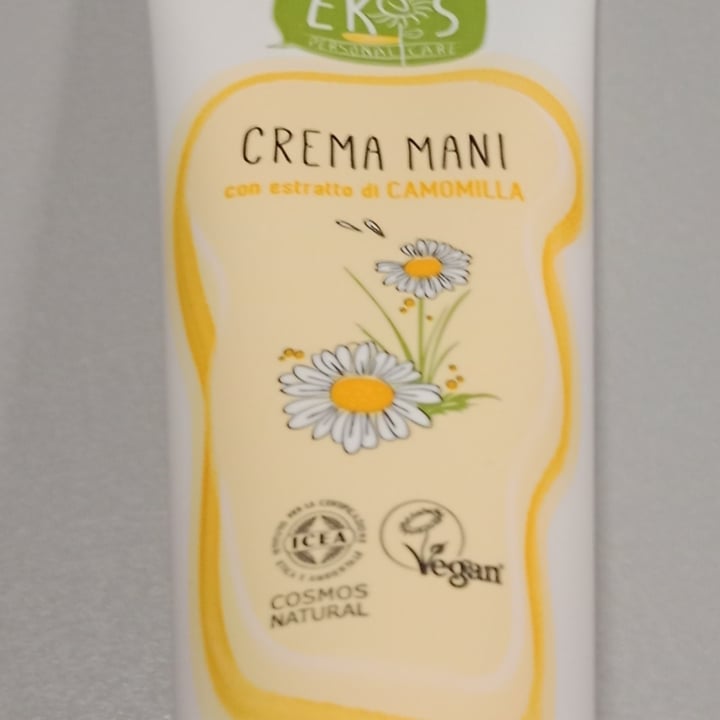 EKOS
PERSONAL CARE
CREMA MANI
con estratto di CAMOMILLA
ICEA
COSMOS
NATURAL
Vegan